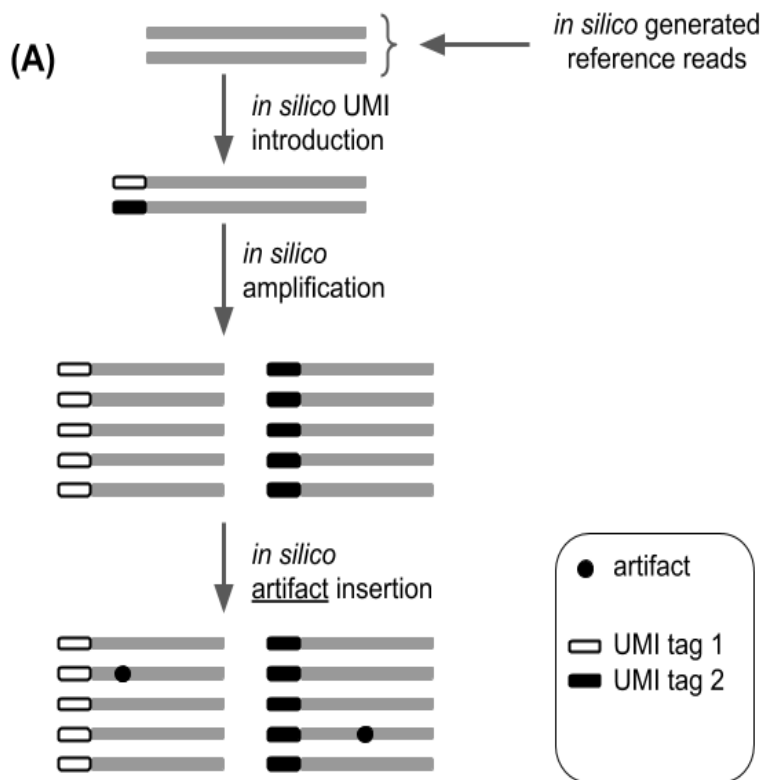 (A)
in silico generated
reference reads
in silico UMI
introduction
in silico
amplification
in silico
artifact insertion
artifact
UMI tag 1
UMI tag 2